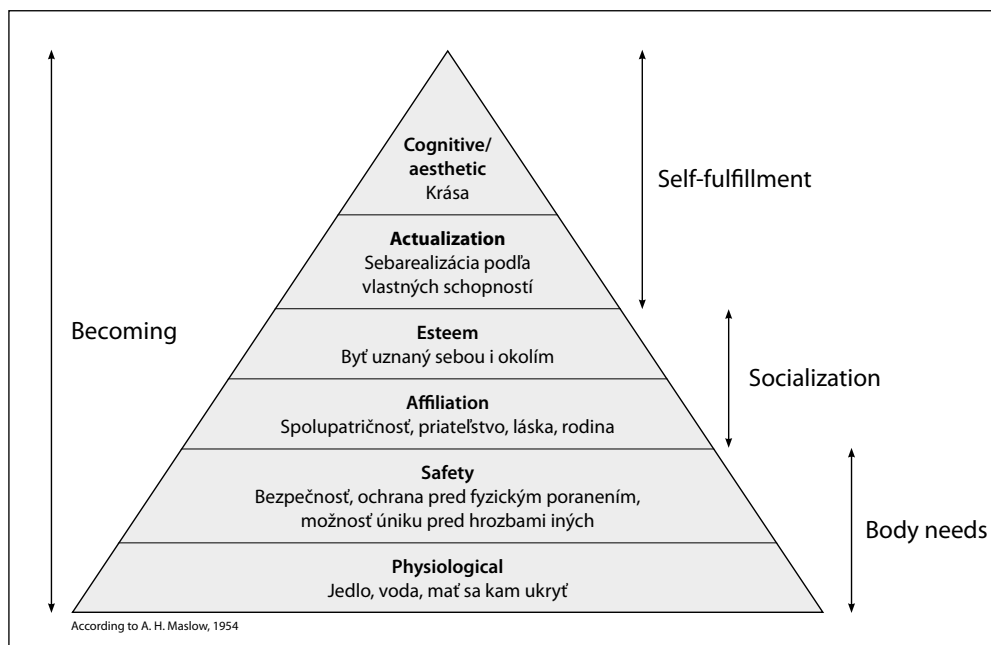 Cognitive/
aesthetic
Krása
Self-fulfillment
Actualization
Sebarealizácia podľa
vlastných schopností
Becoming
Esteem
Byť uznaný sebou i okolím
Socialization
Affiliation
Spolupatričnosť, priateľstvo, láska, rodina
Safety
Bezpečnosť, ochrana pred fyzickým poranením,
možnosť úniku pred hrozbami iných
Body needs
Physiological
Jedlo, voda, mať sa kam ukryť
According to A. H. Maslow, 1954